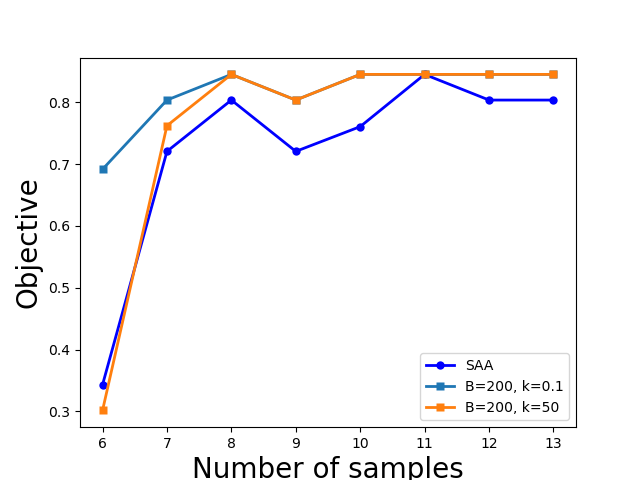 Objective
0.8
0.7
0.6
0.5
0.4
0.3
6 7 8 9 10 11 12 13
Number of samples
SAA
B=200, k=0.1
B=200, k=50